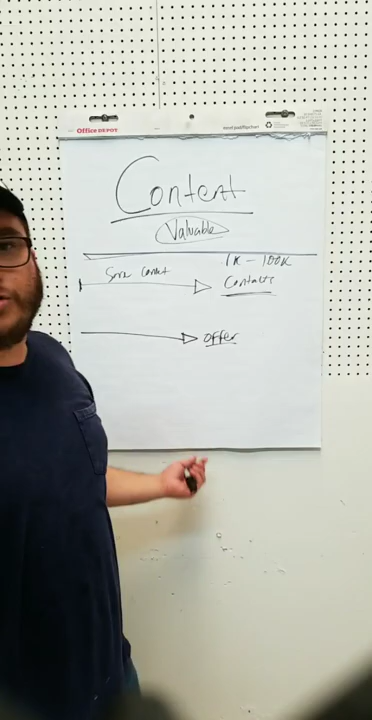 Office DEPOT
Content
Valuable
1K - 100K
Contacts
offer